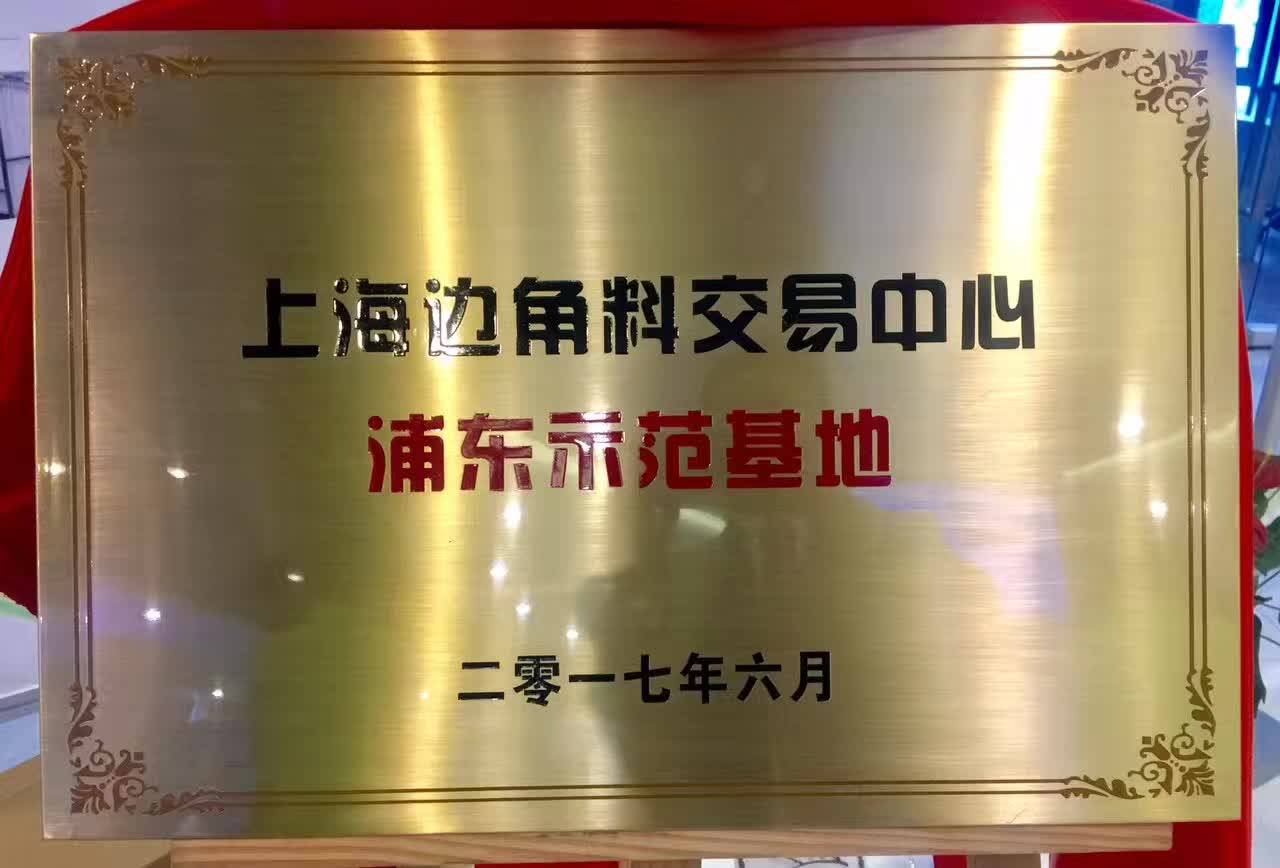 上海边角料交易中心
浦东示范基地
二零一七年六月